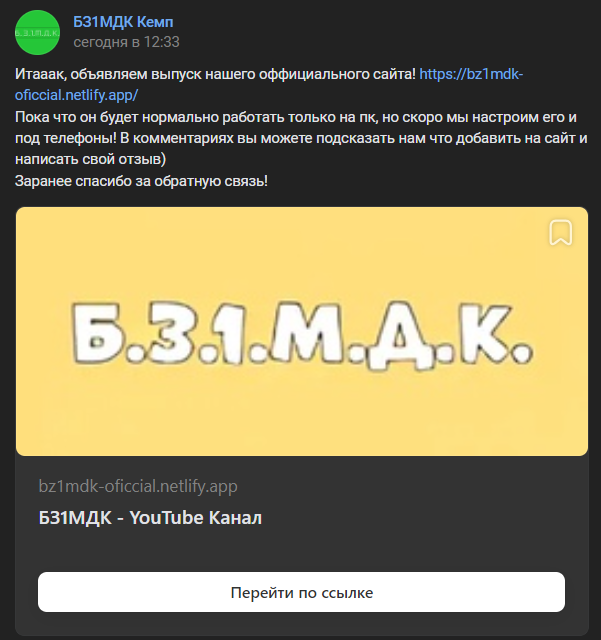 БЗ1МДК Кемп
сегодня в 12:33
Итааак, объявляем выпуск нашего оффициального сайта! https://bz1mdk-
oficcial.netlify.app/
Пока что он будет нормально работать только на пк, но скоро мы настроим его и
под телефоны! В комментариях вы можете подсказать нам что добавить на сайт и
написать свой отзыв)
Заранее спасибо за обратную связь!
Б.З.1.М.Д.К.
bz1mdk-oficcial.netlify.app
БЗ1МДК - YouTube Канал
Перейти по ссылке